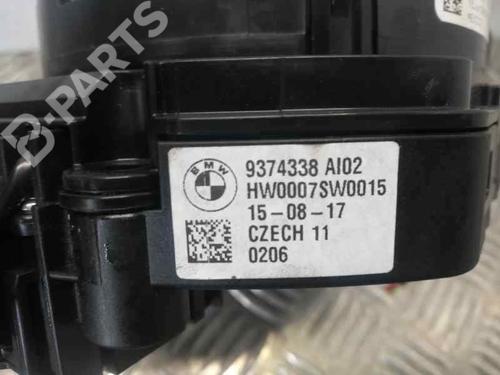 B-PARTS
BMW
9374338 AI02
HW0007SW0015
15-08-17
CZECH 11
0206